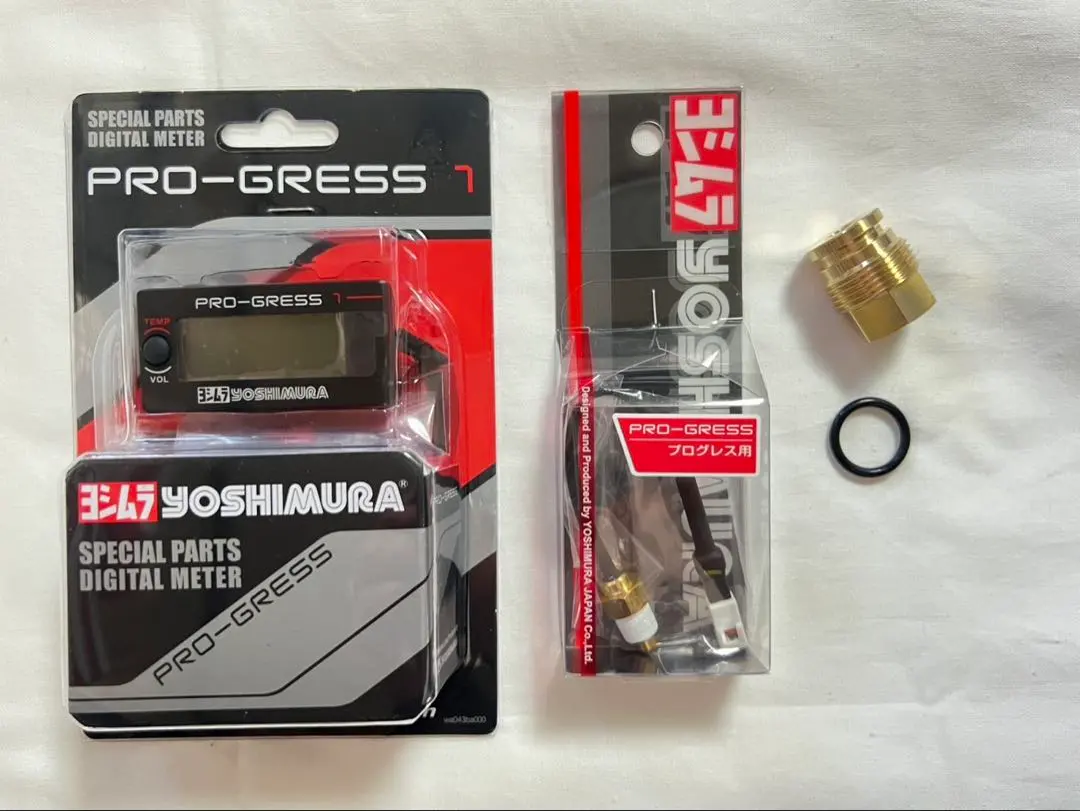 SPECIAL PARTS
DIGITAL METER
PRO-GRESS 1
PRO-GRESS 1
TEMP
VOL
ヨシムラ YOSHIMURA
ヨシムラ YOSHIMURA®
SPECIAL PARTS
DIGITAL METER
PRO-GRESS
PRO-GRESS
wa043ba000
ヨシムラ
YOSHIMURA
PRO-GRESS
プログレス用
Designed and Produced by YOSHIMURA JAPAN Co.,Ltd.